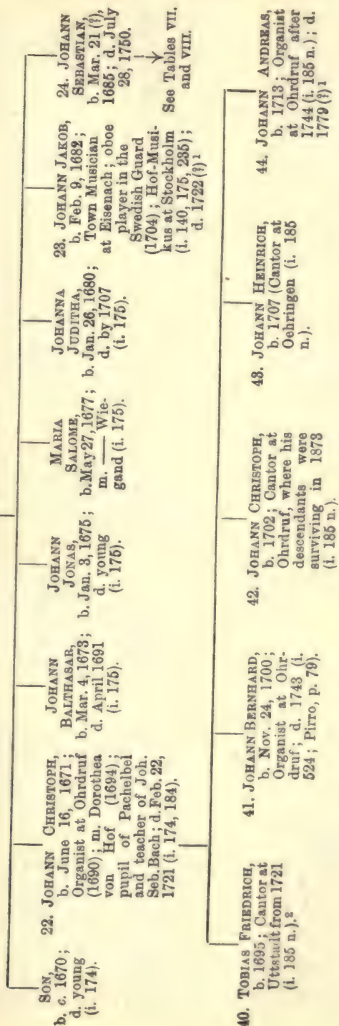 SON,
b. c. 1670;
d. young
(i. 174).
22. JOHANN CHRISTOPH,
b. June 16, 1671;
Organist at Ohrdruf
(1690); m. Dorothea
von Hof (1694);
pupil of Pachelbel
and teacher of Joh.
Seb. Bach; d. Feb. 22,
1721 (i. 174, 184).
JOHANN
BALTHASAR,
b. Mar. 4, 1673;
d. April 1691
(i. 175).
JOHANN
JONAS,
b. Jan. 3, 1675;
d. young
(i. 175).
MARIA
SALOME,
b. May 27, 1677;
m. —— Wie-
gand (i. 175).
JOHANNA
JUDITHA,
b. Jan. 26, 1680;
d. by 1707
(i. 175).
23. JOHANN JAKOB,
b. Feb. 9, 1682;
Town Musician
at Eisenach; oboe
player in the
Swedish Guard
(1704); Hof-Musi-
kus at Stockholm
(i. 140, 175, 235);
d. 1722 (?) 1
24. JOHANN
SEBASTIAN,
b. Mar. 21 (?),
1685; d. July
28, 1750.
See Tables VII.
and VIII.
40. TOBIAS FRIEDRICH,
b. 1695; Cantor at
Uttstadt from 1721
(i. 185 n.).2
41. JOHANN BERNHARD,
b. Nov. 24, 1700;
Organist at Ohr-
druf; d. 1743 (i.
524; Pirro, p. 79).
42. JOHANN CHRISTOPH,
b. 1702; Cantor at
Ohrdruf, where his
descendants were
surviving in 1873
(i. 185 n.).
43. JOHANN HEINRICH,
b. 1707 (Cantor at
Oehringen (i. 185
n.).
44. JOHANN ANDREAS,
b. 1713; Organist
at Ohrdruf after
1744 (i. 185 n.); d.
1779 (?) 1